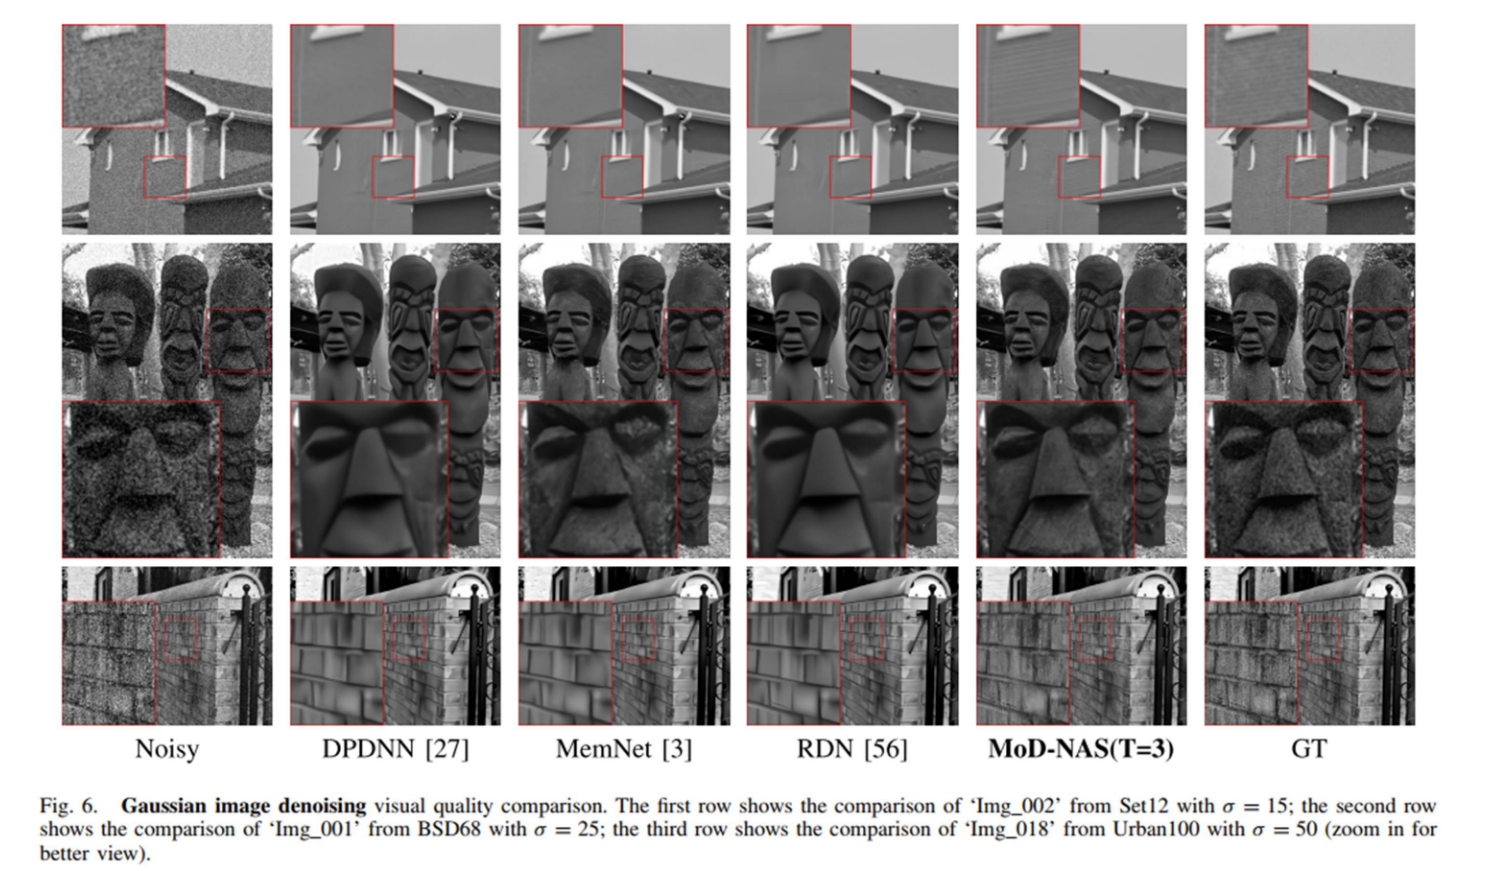 Noisy DPDNN [27] MemNet [3] RDN [56] MoD-NAS(T=3) GT
Fig. 6. Gaussian image denoising visual quality comparison. The first row shows the comparison of ‘Img_002’ from Set12 with σ = 15; the second row
shows the comparison of ‘Img_001’ from BSD68 with σ = 25; the third row shows the comparison of ‘Img_018’ from Urban100 with σ = 50 (zoom in for
better view).